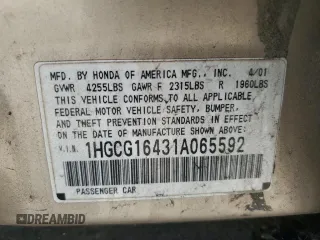 MFD. BY HONDA OF AMERICA MFG., INC. 4/01
GVWR 4255LBS GAWR F 2315LBS R 1960LBS
THIS VEHICLE CONFORMS TO ALL APPLICABLE
FEDERAL MOTOR VEHICLE SAFETY, BUMPER,
AND THEFT PREVENTION STANDARDS IN EFFECT
ON THE DATE OF MANUFACTURE SHOWN ABOVE.
V.I.N. 1HGCG16431A065592
PASSENGER CAR
DREAMBID